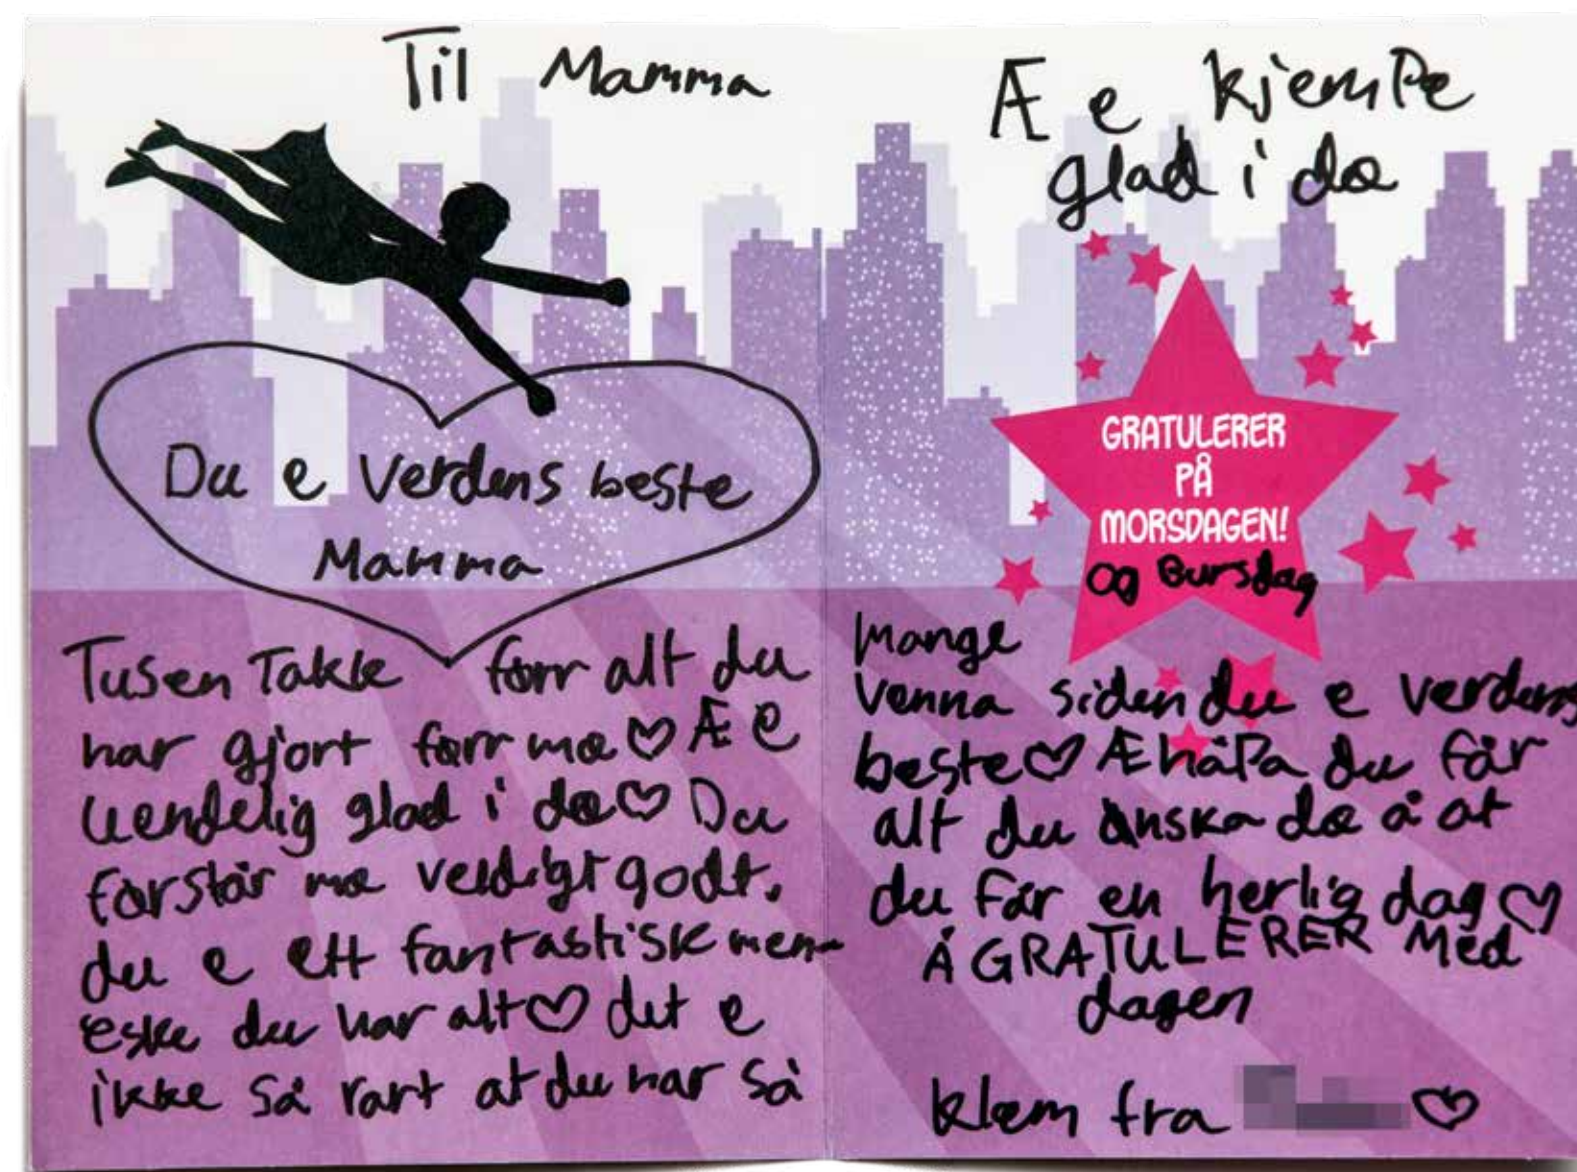 Til Mamma
Du e Verdens beste
Mamma
Tusen Takk forr alt du
har gjort forr mæ ♡ Æ e
uendelig glad i dæ ♡ Du
forstår mæ veldigt godt.
du e ett fantastisk men-
eske du har alt ♡ det e
ikke så rart at du har så
Æ e kjempe
glad i dæ
GRATULERER
PÅ
MORSDAGEN!
og Bursdag
Mange
Venna siden du e verdens
beste ♡ Æ håpa du får
alt du ønska dæ å at
du får en herlig dag ♡
Å GRATULERER Med
dagen
klem fra ♡